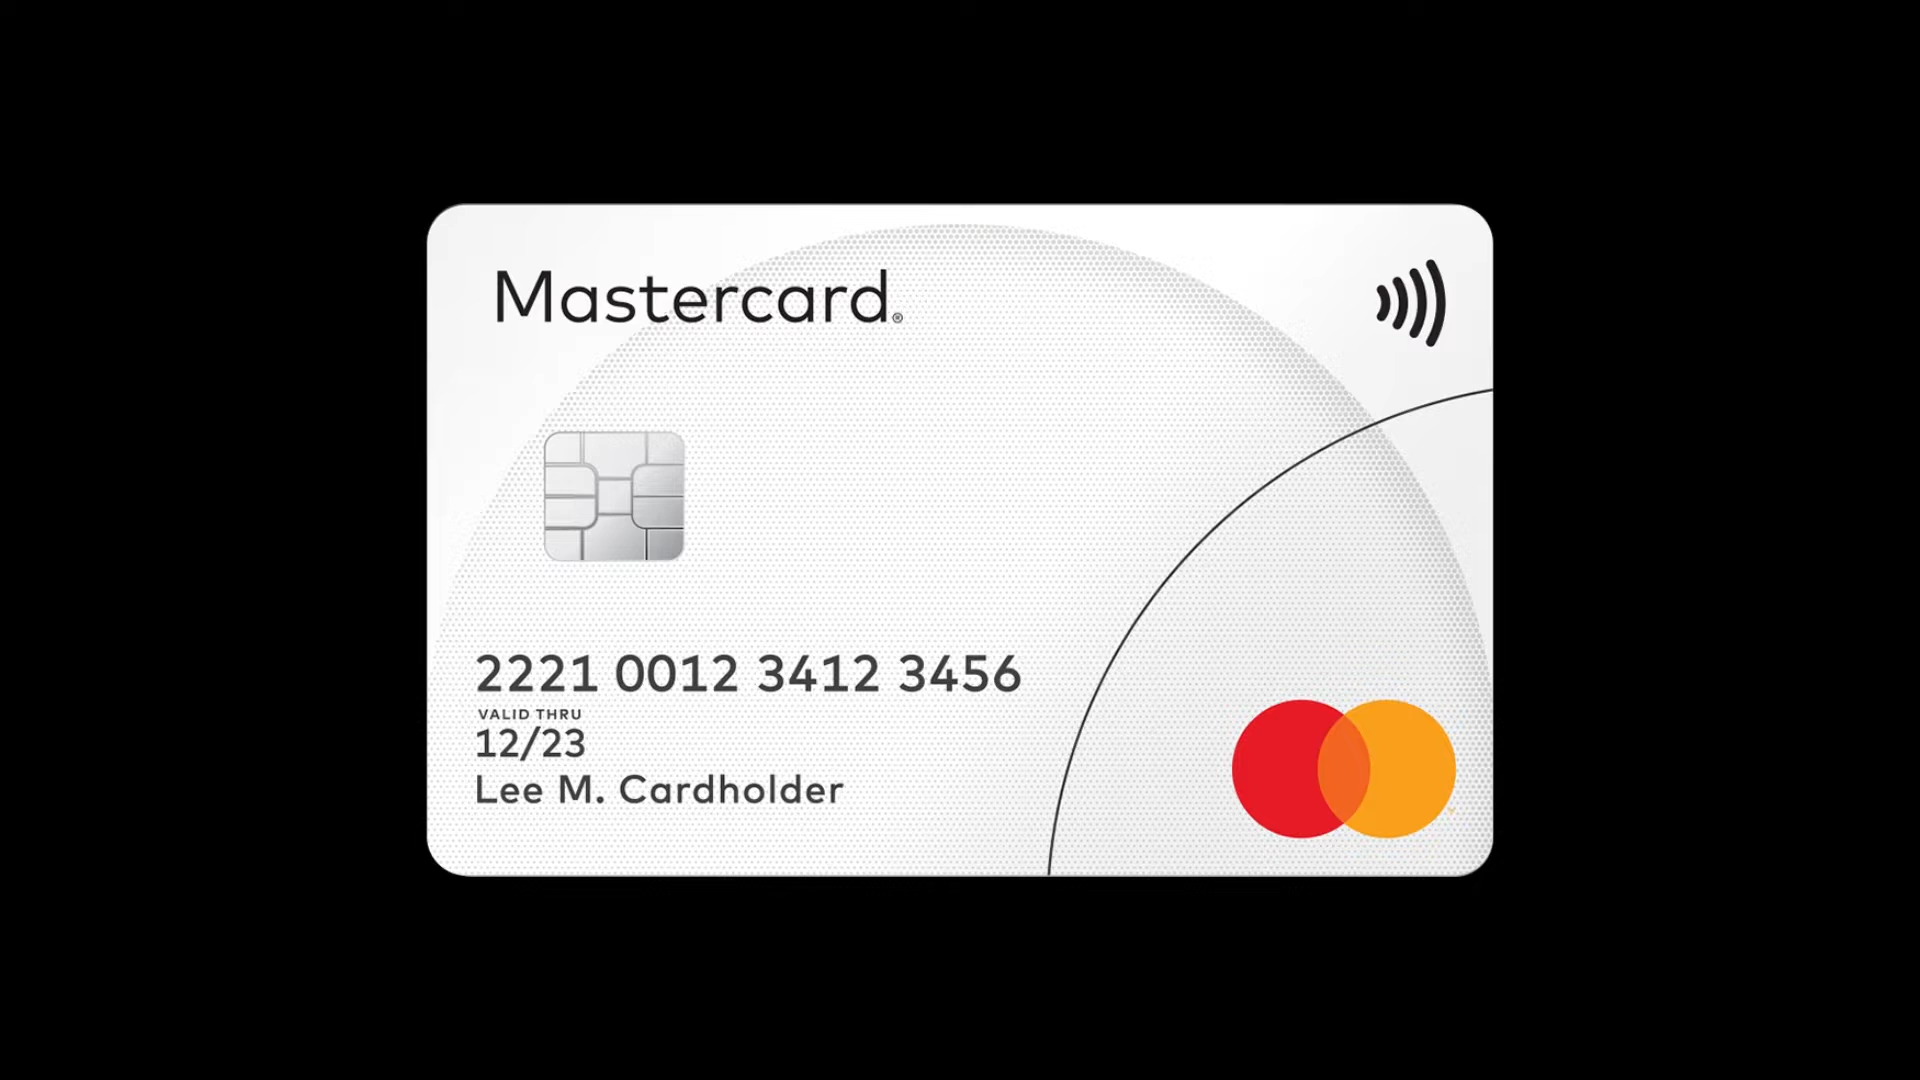 Mastercard®
2221 0012 3412 3456
VALID THRU
12/23
Lee M. Cardholder